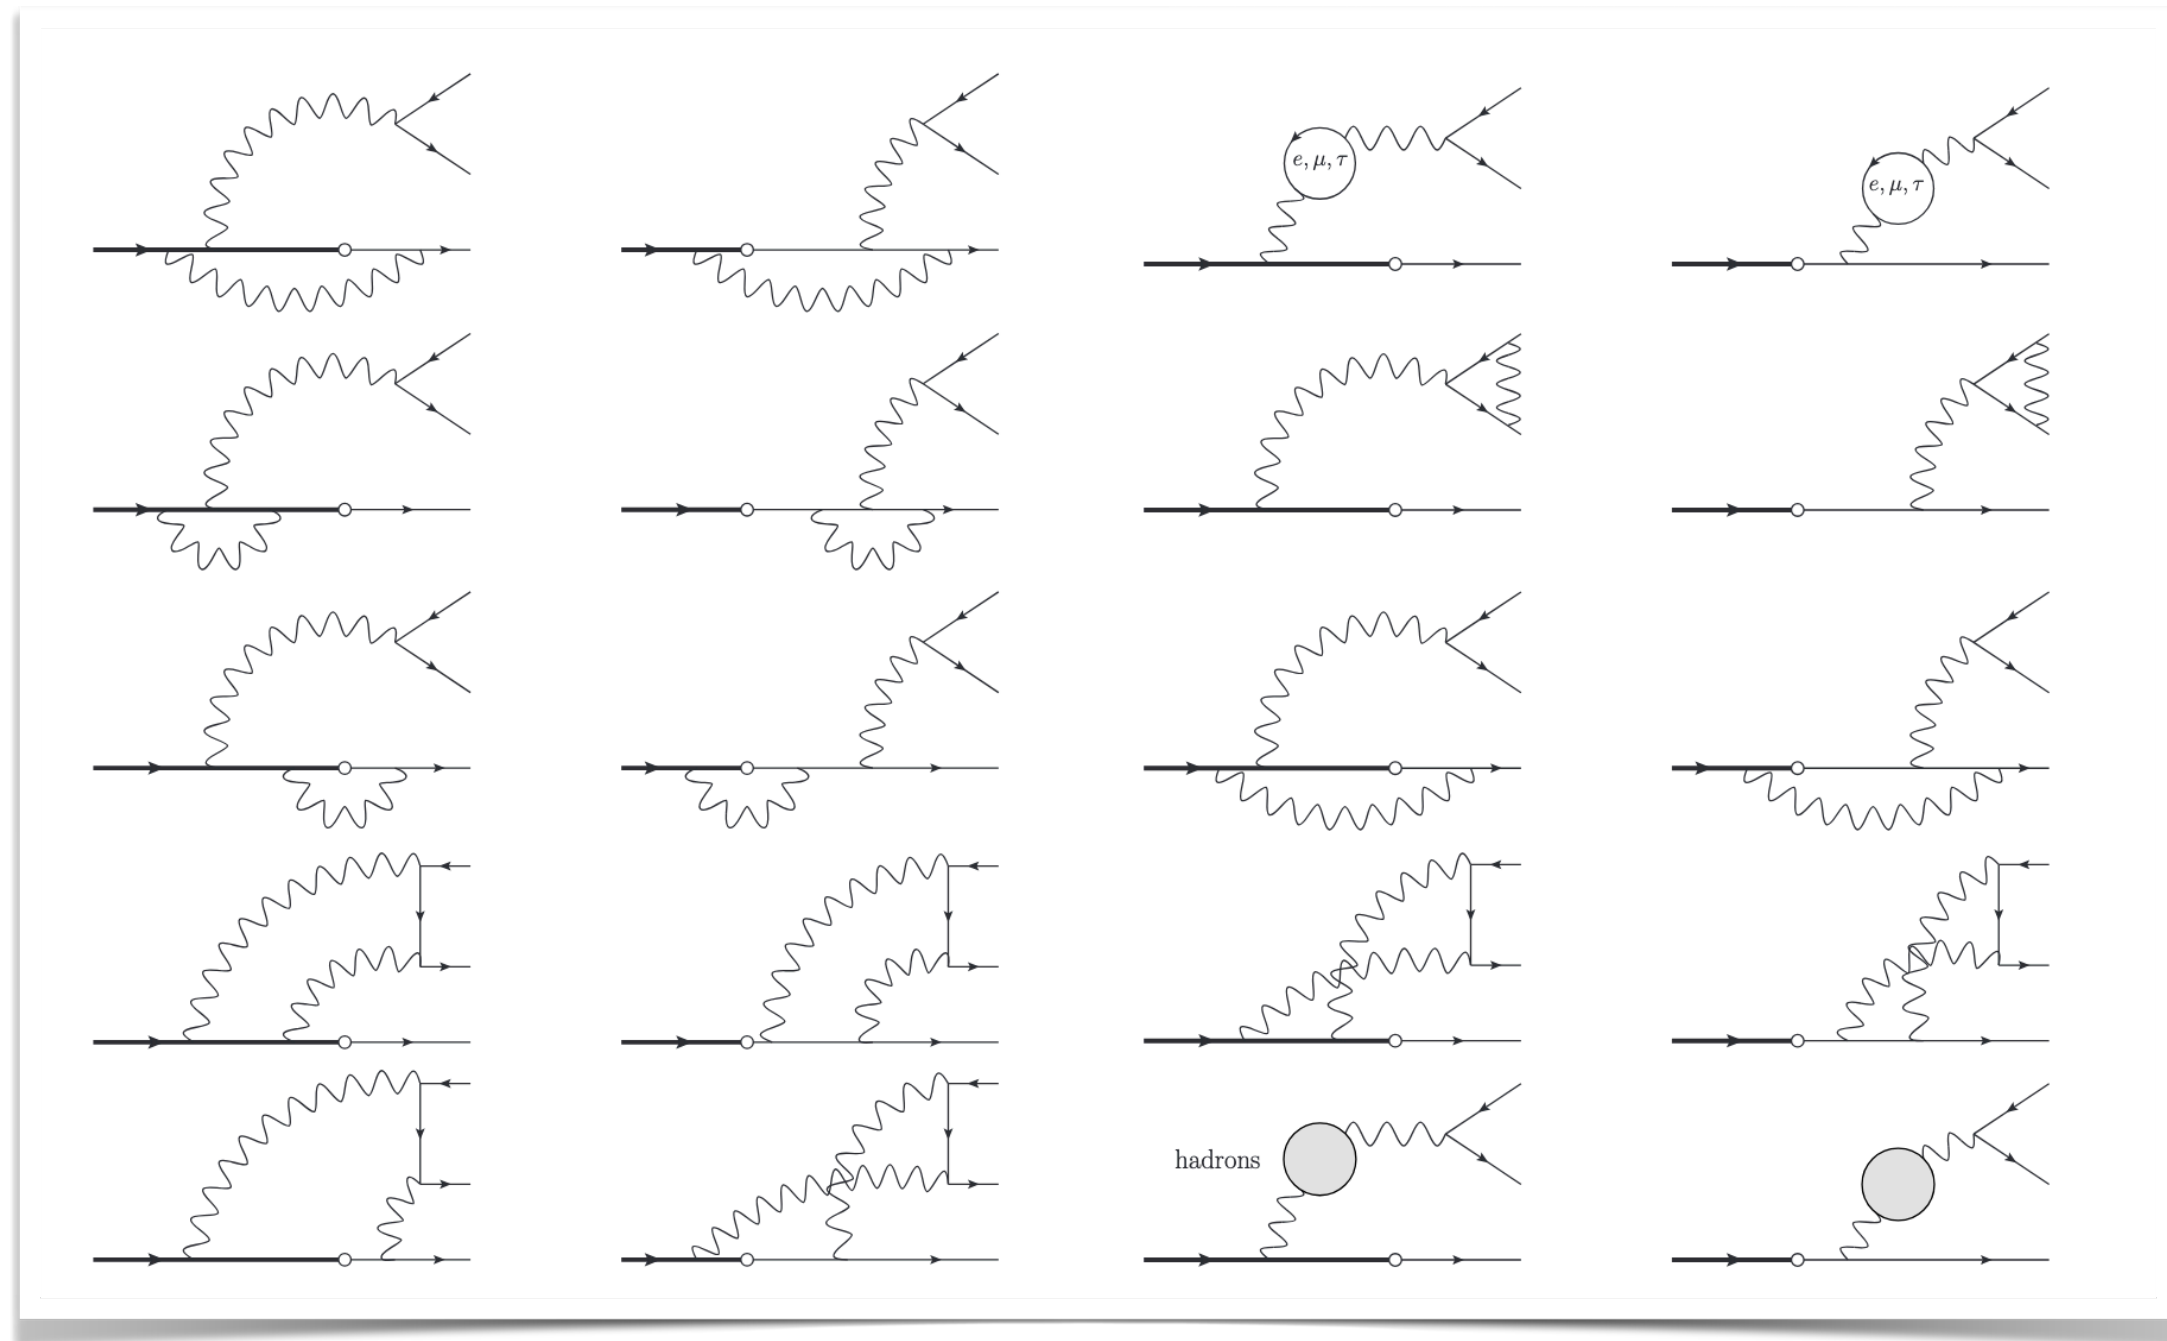 e, μ, τ
e, μ, τ
hadrons